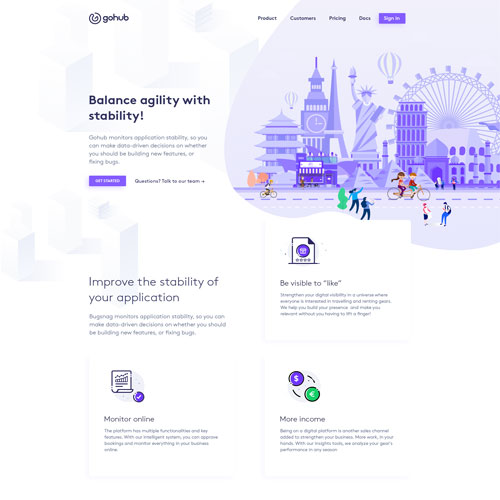 gohub
Product Customers Pricing Docs Sign in
Balance agility with
stability!
Gohub monitors application stability, so you
can make data-driven decisions on whether
you should be building new features, or
fixing bugs.
GET STARTED
Questions? Talk to our team →
Improve the stability of
your application
Bugsnag monitors application stability, so you can
make data-driven decisions on whether you should
be building new features, or fixing bugs.
Be visible to “like”
Strengthen your digital visibility in a universe where
everyone is interested in travelling and renting gears.
We help you build your presence and make you
relevant without you having to lift a finger!
Monitor online
The platform has multiple functionalities and key
features. With our intelligent system, you can approve
bookings and monitor everything in your business
online.
More income
Being on a digital platform is another sales channel
added to strengthen your business. More work, in your
hands. With our insights tools, we analyze your gear's
performance in any season.